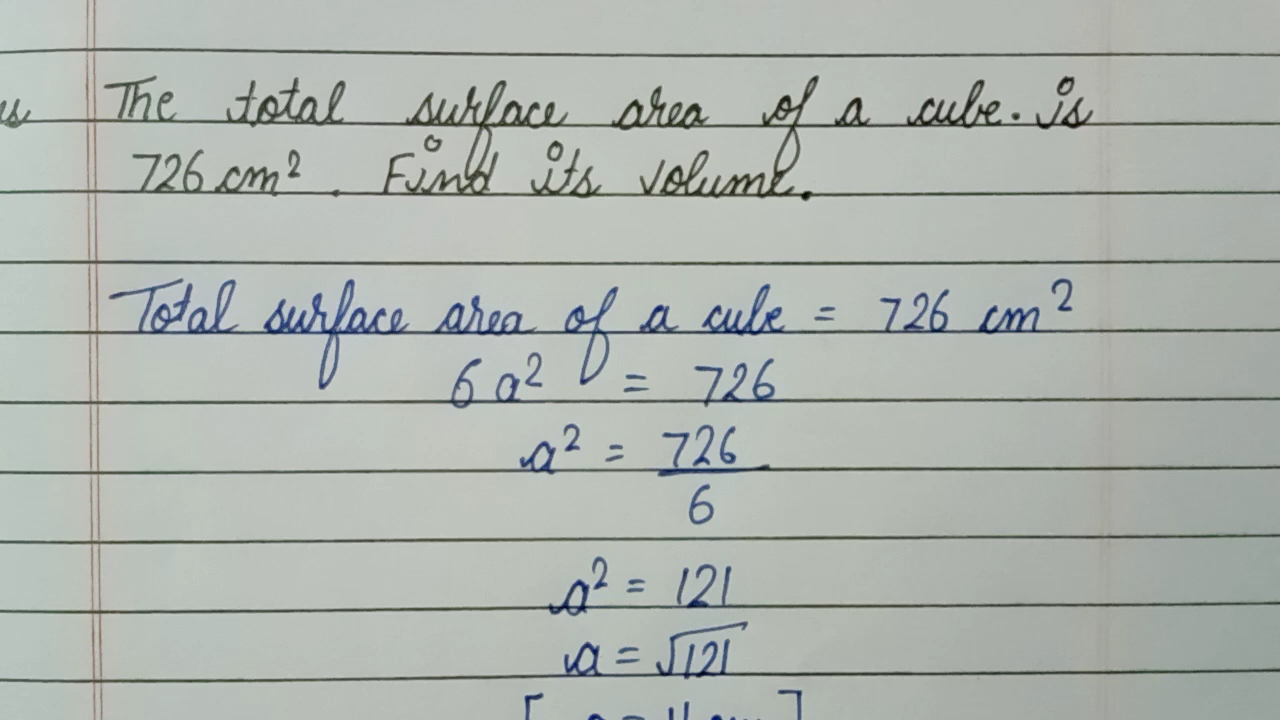 The total surface area of a cube. is
726 cm². Find its volume.
Total surface area of a cube = 726 cm²
6a² = 726
a² = 726
6
a² = 121
a = √121